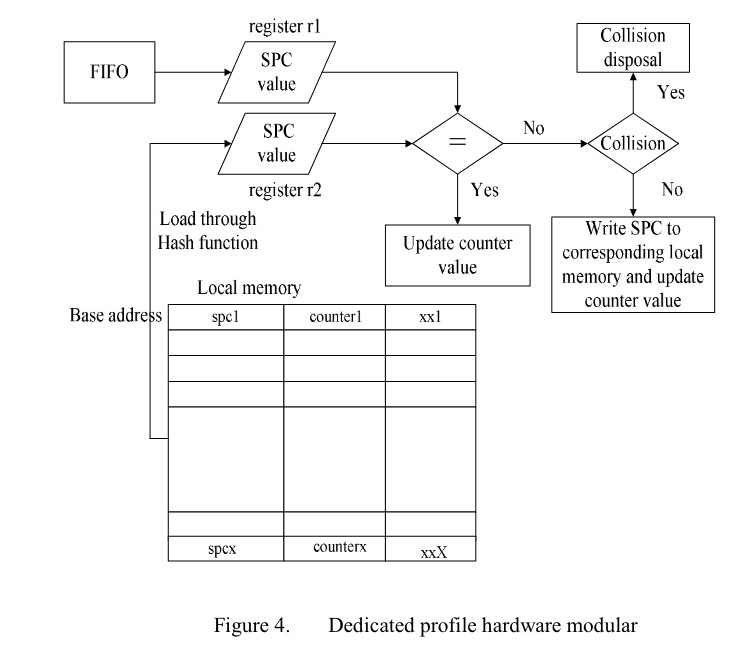 register r1
FIFO
SPC
value
Collision
disposal
Yes
SPC
value
=
No
Collision
register r2
Yes
No
Load through
Hash function
Update counter
value
Write SPC to
corresponding local
memory and update
counter value
Local memory
Base address
spc1 counter1 xx1
spcx counterx xxX
Figure 4. Dedicated profile hardware modular